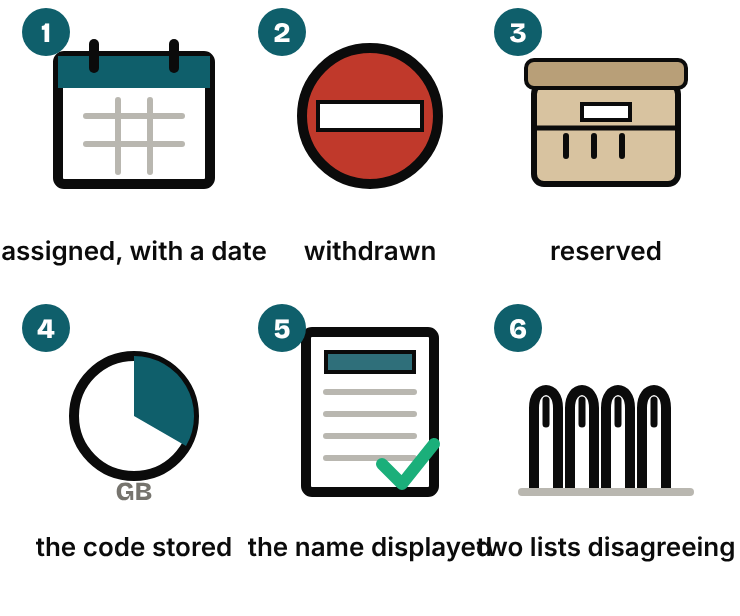 1
2
3
assigned, with a date
withdrawn
reserved
4
5
6
GB
the code stored
the name displayed
two lists disagreeing